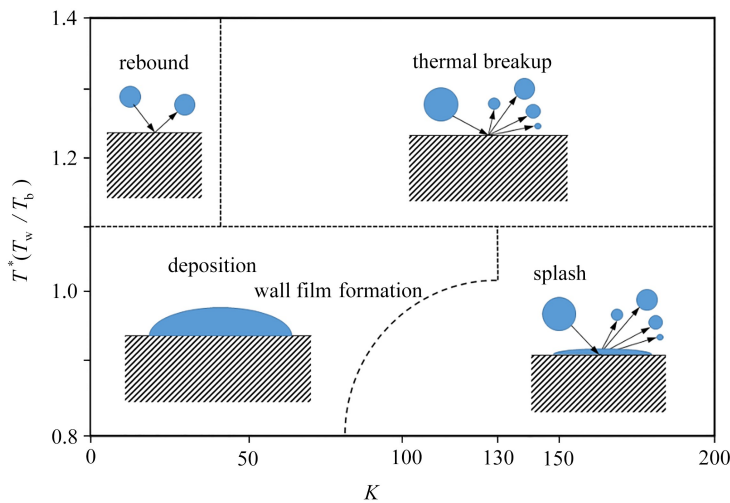 1.4
rebound
thermal breakup
1.2
T*(Tw/Tb)
deposition
1.0
wall film formation
splash
0.8
0
50
100
130
150
200
K